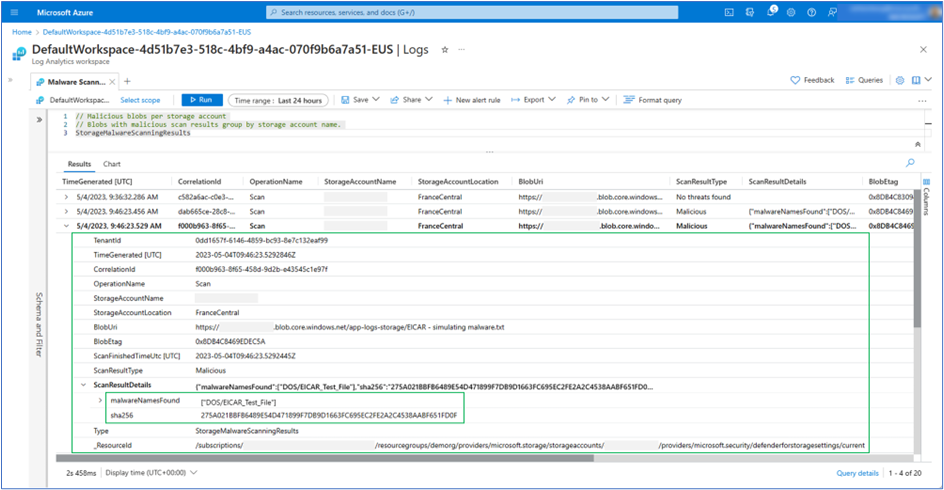 Microsoft Azure
Search resources, services, and docs (G+/)
5
Home > DefaultWorkspace-4d51b7e3-518c-4bf9-a4ac-070f9b6a7a51-EUS
DefaultWorkspace-4d51b7e3-518c-4bf9-a4ac-070f9b6a7a51-EUS | Logs
Log Analytics workspace
Malware Scann...
Feedback
Queries
DefaultWorkspac...
Select scope
Run
Time range : Last 24 hours
Save
Share
New alert rule
Export
Pin to
Format query
1 // Malicious blobs per storage account
2 // Blobs with malicious scan results group by storage account name.
3 StorageMalwareScanningResults
Results Chart
TimeGenerated [UTC] CorrelationId OperationName StorageAccountName StorageAccountLocation BlobUri ScanResultType ScanResultDetails BlobEtag
5/4/2023, 9:36:32.286 AM c582a6ac-c0e3-... Scan FranceCentral https:// .blob.core.windows... No threats found 0x8DB4C8309
5/4/2023, 9:46:23.456 AM dab665ce-28c8-... Scan FranceCentral https:// .blob.core.windows... Malicious {"malwareNamesFound":["DOS/... 0x8DB4C8469
5/4/2023, 9:46:23.529 AM f000b963-8f65-... Scan FranceCentral https:// .blob.core.windo... Malicious {"malwareNamesFound":["DOS/... 0x8DB4C8469
TenantId 0dd1657f-6146-4859-bc93-8e7c132eaf99
TimeGenerated [UTC] 2023-05-04T09:46:23.5292846Z
CorrelationId f000b963-8f65-458d-9d2b-e43545c1e97f
OperationName Scan
StorageAccountName
StorageAccountLocation FranceCentral
BlobUri https:// .blob.core.windows.net/app-logs-storage/EICAR - simulating malware.txt
BlobEtag 0x8DB4C8469EDEC5A
ScanFinishedTimeUtc [UTC] 2023-05-04T09:46:23.5292445Z
ScanResultType Malicious
ScanResultDetails {"malwareNamesFound":["DOS/EICAR_Test_File"],"sha256":"275A021BBFB6489E54D471899F7DB9D1663FC695EC2FE2A2C4538AABF651FD0...
malwareNamesFound ["DOS/EICAR_Test_File"]
sha256 275A021BBFB6489E54D471899F7DB9D1663FC695EC2FE2A2C4538AABF651FD0F
Type StorageMalwareScanningResults
_ResourceId /subscriptions/ /resourcegroups/demorg/providers/microsoft.storage/storageaccounts/ /providers/microsoft.security/defenderforstoragesettings/current
Schema and Filter
Columns
2s 458ms
Display time (UTC+00:00)
Query details
1 - 4 of 20